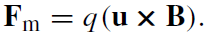 Fₘ = q(u × B).